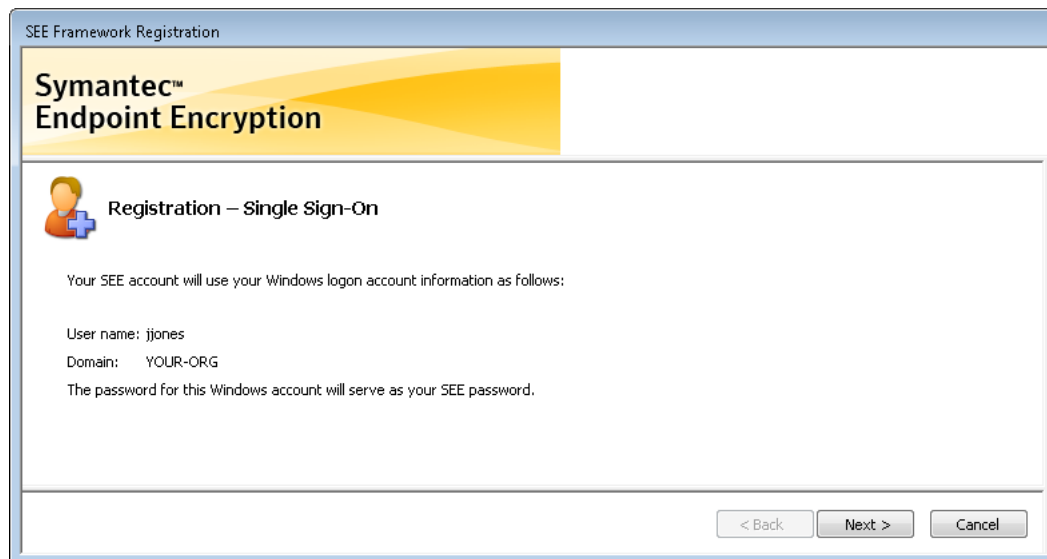 SEE Framework Registration
Symantec™
Endpoint Encryption
Registration – Single Sign-On
Your SEE account will use your Windows logon account information as follows:
User name: jjones
Domain: YOUR-ORG
The password for this Windows account will serve as your SEE password.
< Back Next > Cancel